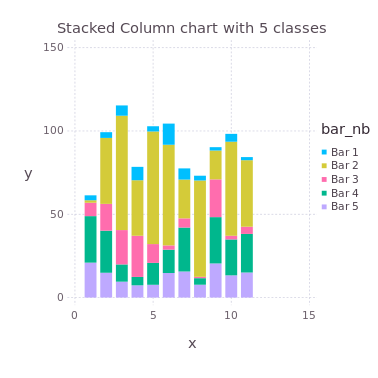 Stacked Column chart with 5 classes
150
100
50
0
y
0 5 10 15
x
bar_nb
Bar 1
Bar 2
Bar 3
Bar 4
Bar 5